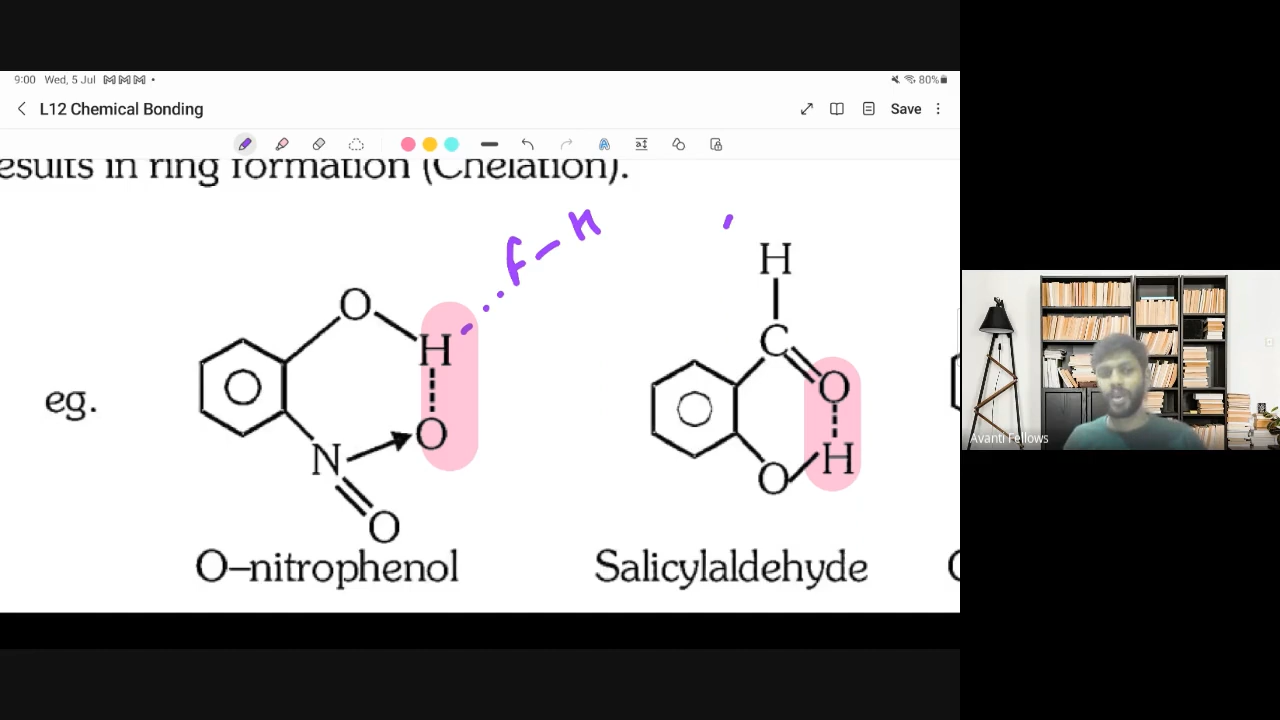 9:00 Wed, 5 Jul
80%
L12 Chemical Bonding
Save
esults in ring formation (Chelation).
F-H
H
O
H
C
H
O
eg.
O
H
N
O
O
O–nitrophenol
Salicylaldehyde
Avanti Fellows